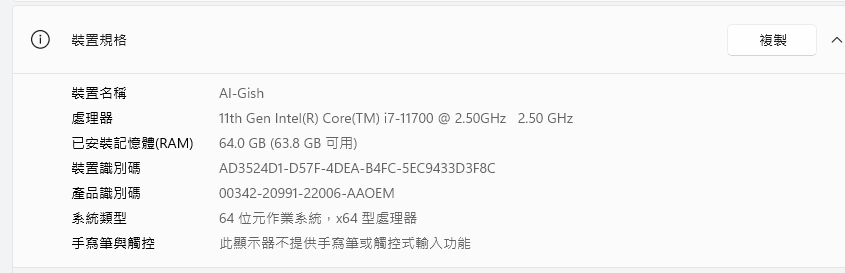 裝置規格
複製
裝置名稱 AI-Gish
處理器 11th Gen Intel(R) Core(TM) i7-11700 @ 2.50GHz 2.50 GHz
已安裝記憶體(RAM) 64.0 GB (63.8 GB 可用)
裝置識別碼 AD3524D1-D57F-4DEA-B4FC-5EC9433D3F8C
產品識別碼 00342-20991-22006-AAOEM
系統類型 64 位元作業系統，x64 型處理器
手寫筆與觸控 此顯示器不提供手寫筆或觸控式輸入功能